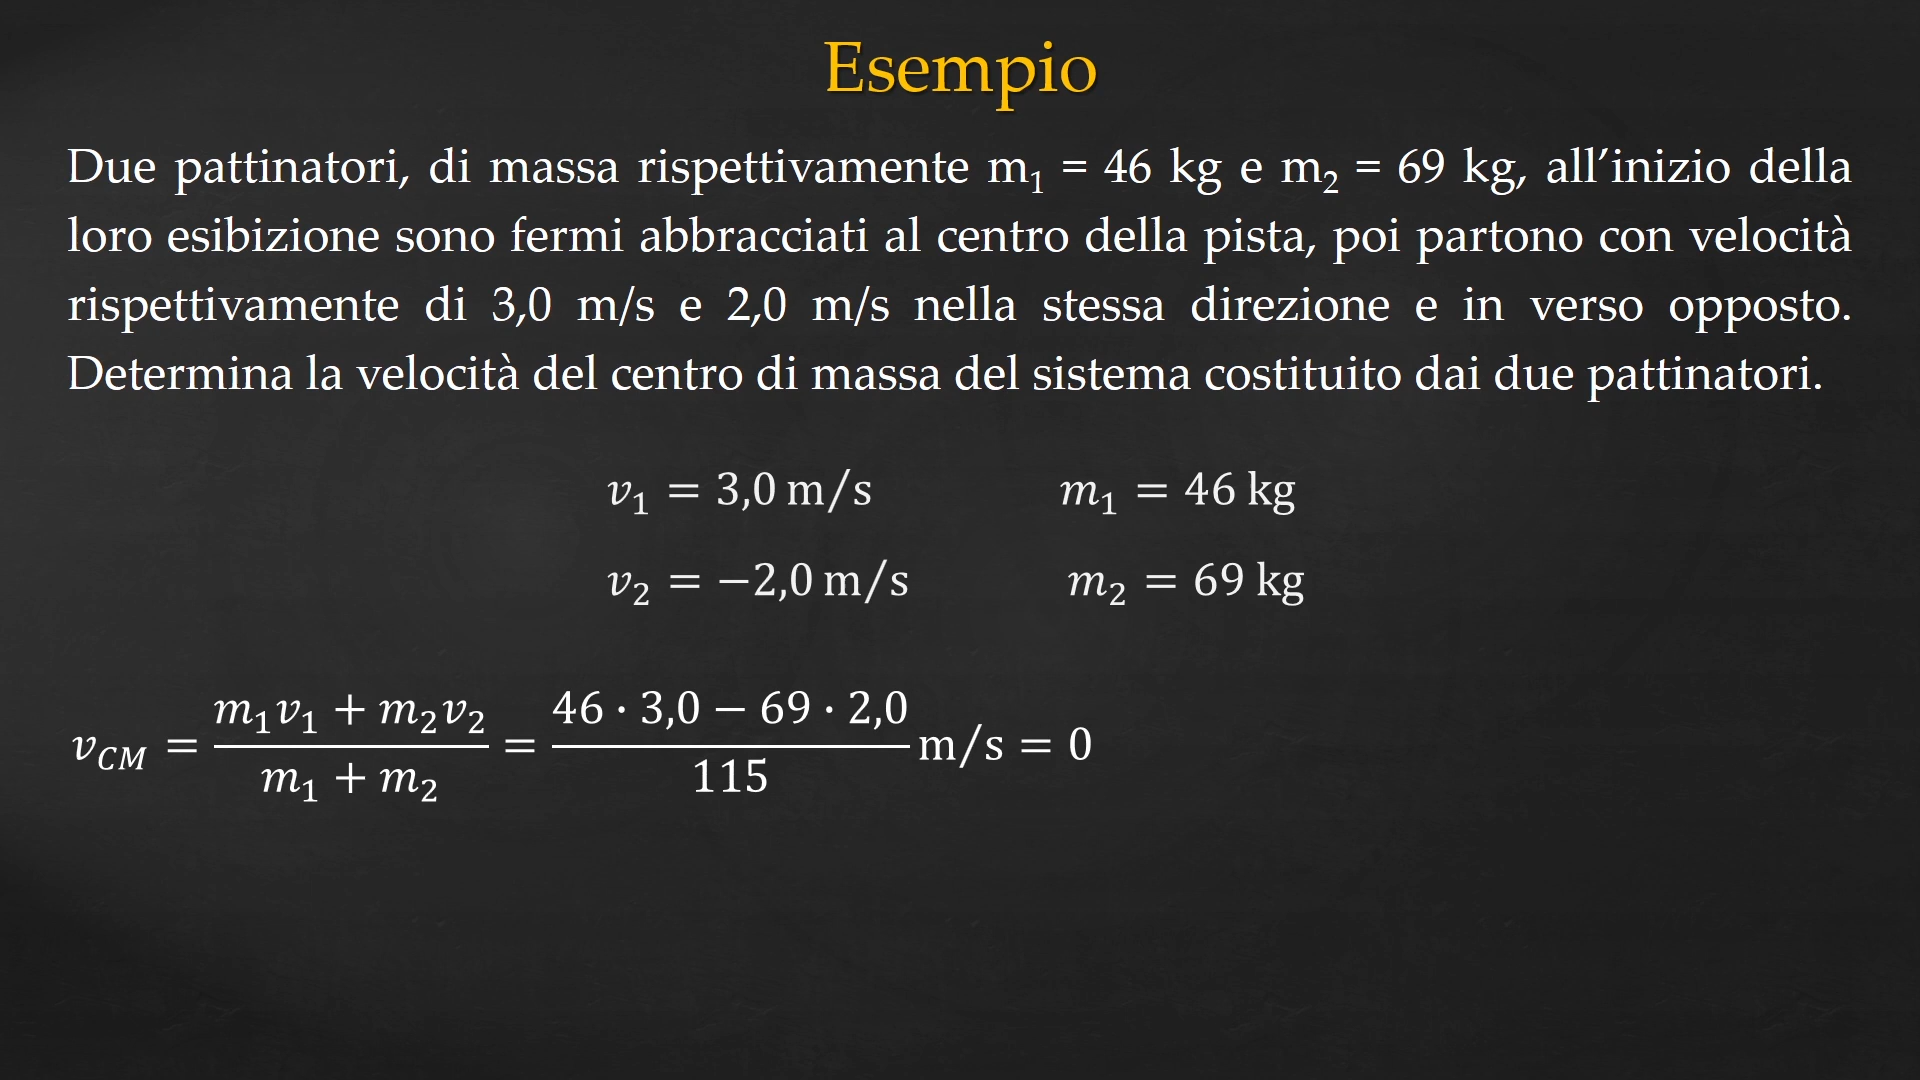 Esempio
Due pattinatori, di massa rispettivamente m₁ = 46 kg e m₂ = 69 kg, all’inizio della
loro esibizione sono fermi abbracciati al centro della pista, poi partono con velocità
rispettivamente di 3,0 m/s e 2,0 m/s nella stessa direzione e in verso opposto.
Determina la velocità del centro di massa del sistema costituito dai due pattinatori.
v₁ = 3,0 m/s m₁ = 46 kg
v₂ = −2,0 m/s m₂ = 69 kg
v_CM = (m₁v₁ + m₂v₂)/(m₁ + m₂) = (46 · 3,0 − 69 · 2,0)/115 m/s = 0